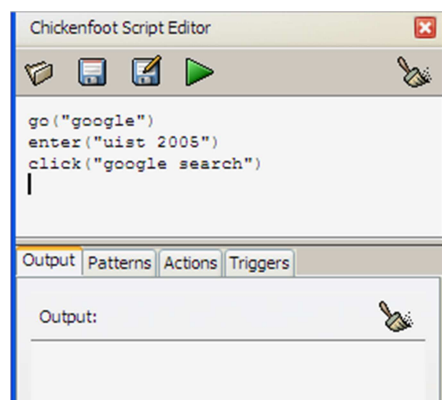 Chickenfoot Script Editor
go("google")
enter("uist 2005")
click("google search")
Output Patterns Actions Triggers
Output: